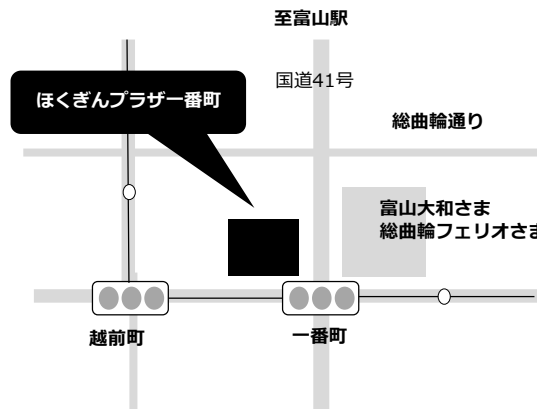 至富山駅
国道41号
ほくぎんプラザ一番町
総曲輪通り
富山大和さま
総曲輪フェリオさま
越前町
一番町